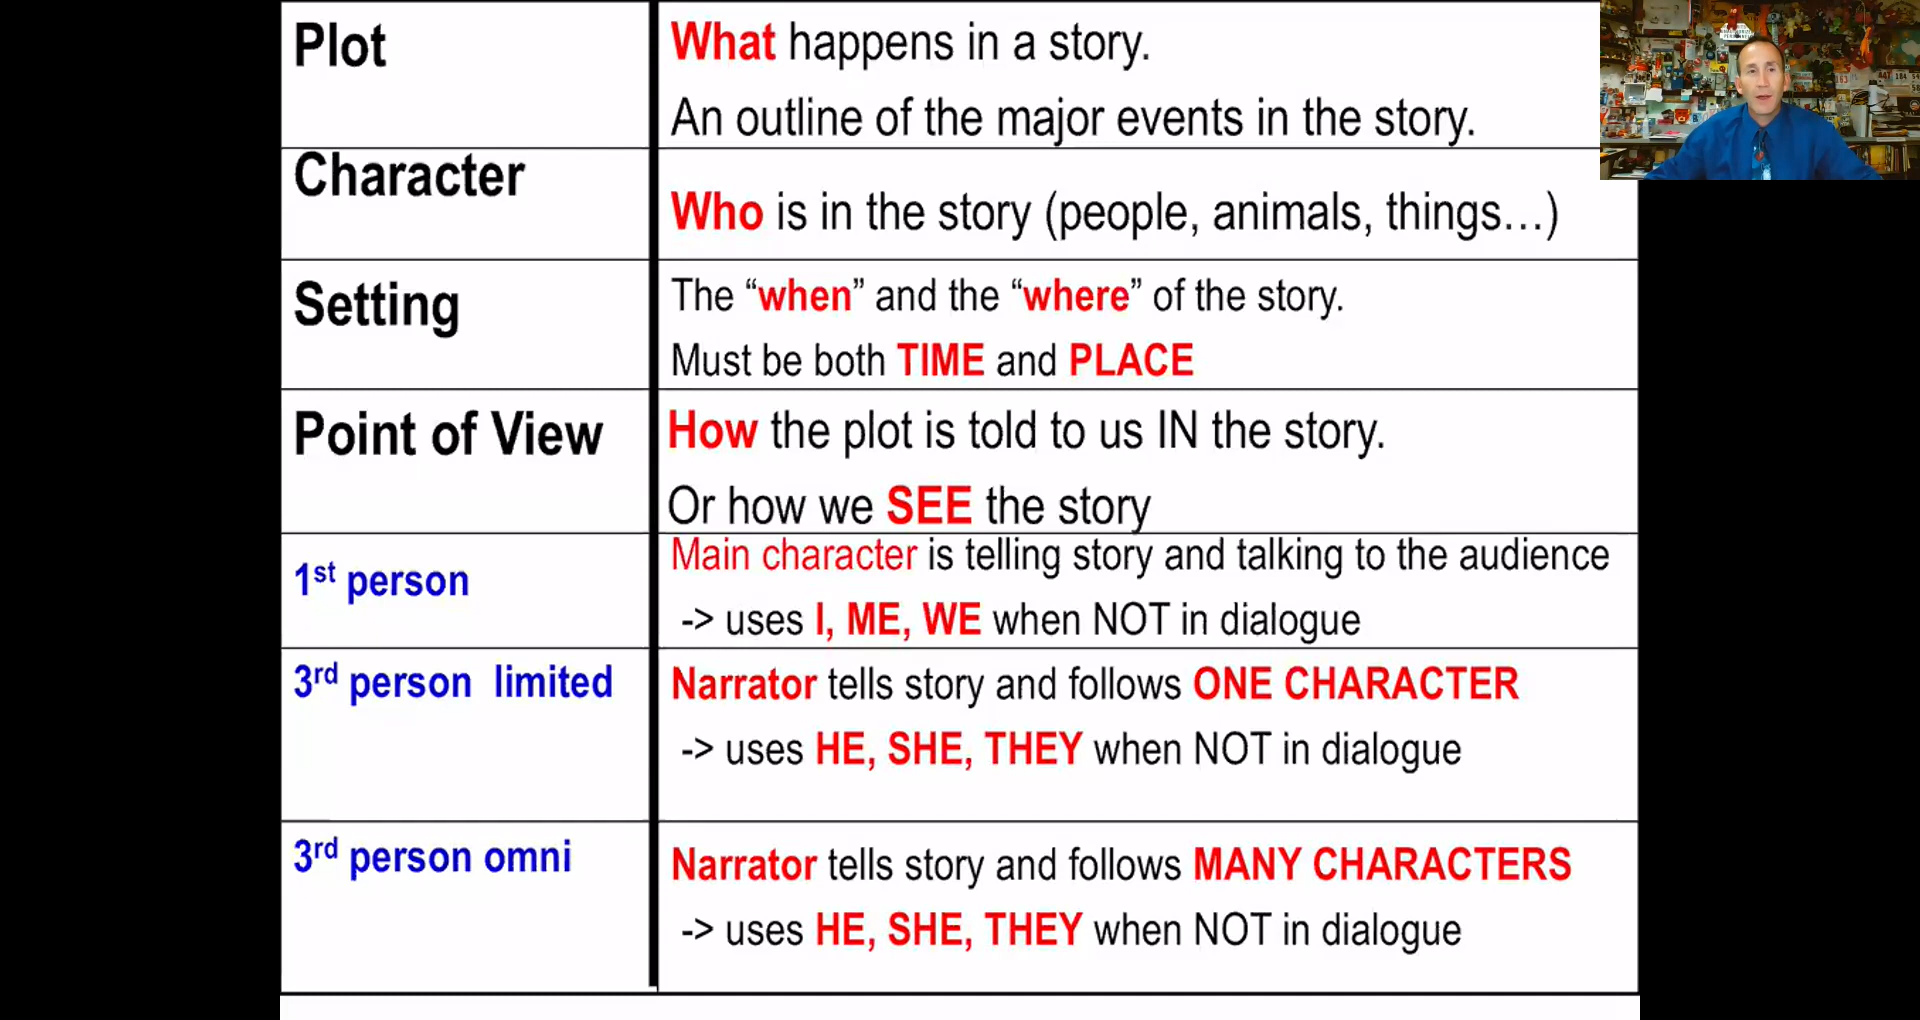 Plot
What happens in a story.
An outline of the major events in the story.
Character
Who is in the story (people, animals, things...)
Setting
The “when” and the “where” of the story.
Must be both TIME and PLACE
Point of View
How the plot is told to us IN the story.
Or how we SEE the story
1st person
Main character is telling story and talking to the audience
-> uses I, ME, WE when NOT in dialogue
3rd person limited
Narrator tells story and follows ONE CHARACTER
-> uses HE, SHE, THEY when NOT in dialogue
3rd person omni
Narrator tells story and follows MANY CHARACTERS
-> uses HE, SHE, THEY when NOT in dialogue